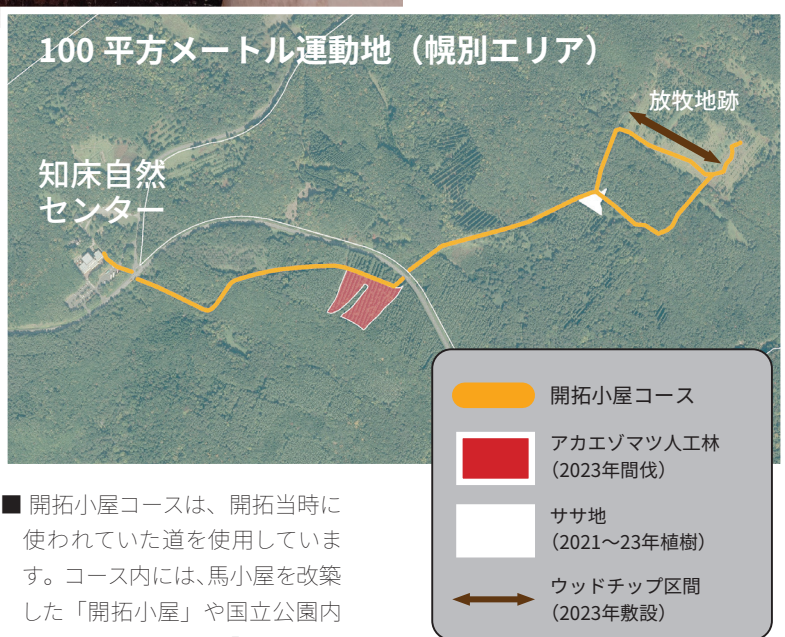 100 平方メートル運動地（幌別エリア）
放牧地跡
知床自然
センター
開拓小屋コース
アカエゾマツ人工林
（2023年間伐）
ササ地
（2021〜23年植樹）
ウッドチップ区間
（2023年敷設）
■ 開拓小屋コースは、開拓当時に
使われていた道を使用していま
す。コース内には、馬小屋を改築
した「開拓小屋」や国立公園内